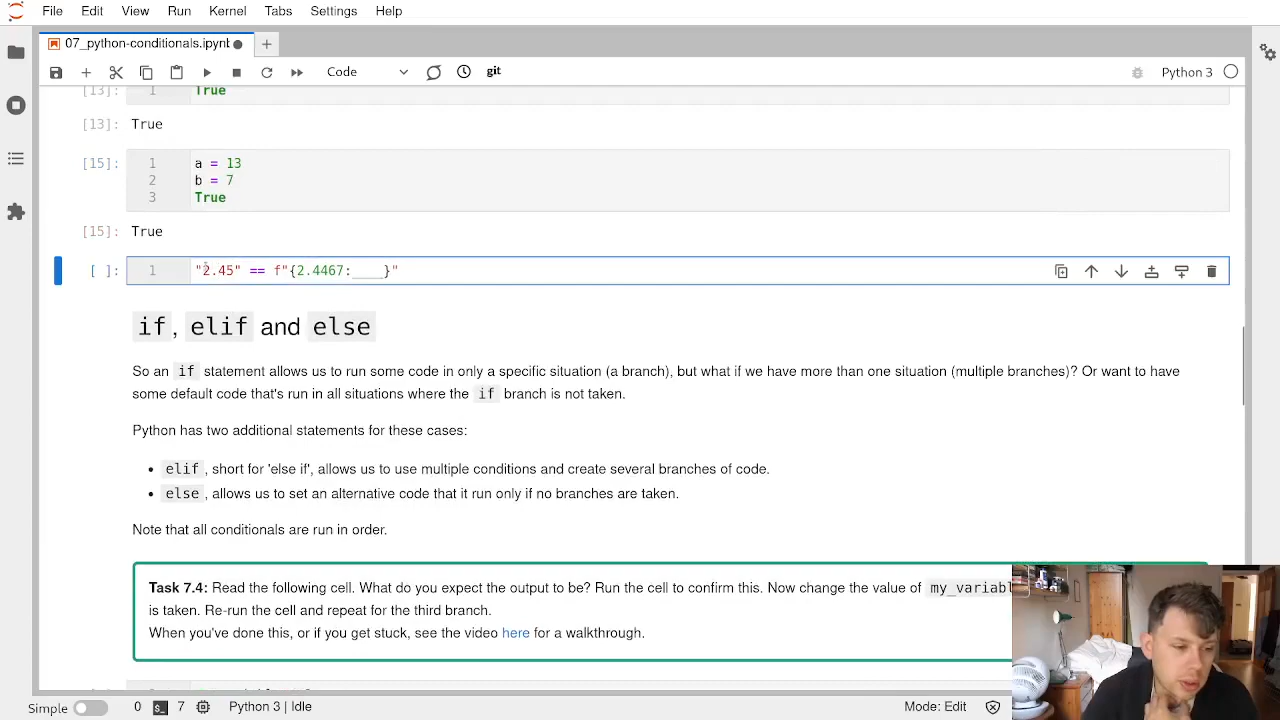 File Edit View Run Kernel Tabs Settings Help
07_python-conditionals.ipynb
Code git Python 3
[13]: 1 True
[13]: True
[15]: 1 a = 13
2 b = 7
3 True
[15]: True
[ ]: 1 "2.45" == f"{2.4467:____}"
if, elif and else
So an if statement allows us to run some code in only a specific situation (a branch), but what if we have more than one situation (multiple branches)? Or want to have
some default code that's run in all situations where the if branch is not taken.
Python has two additional statements for these cases:
• elif, short for 'else if', allows us to use multiple conditions and create several branches of code.
• else, allows us to set an alternative code that it run only if no branches are taken.
Note that all conditionals are run in order.
Task 7.4: Read the following cell. What do you expect the output to be? Run the cell to confirm this. Now change the value of my_variabl
is taken. Re-run the cell and repeat for the third branch.
When you've done this, or if you get stuck, see the video here for a walkthrough.
Simple 0 7 Python 3 | Idle Mode: Edit